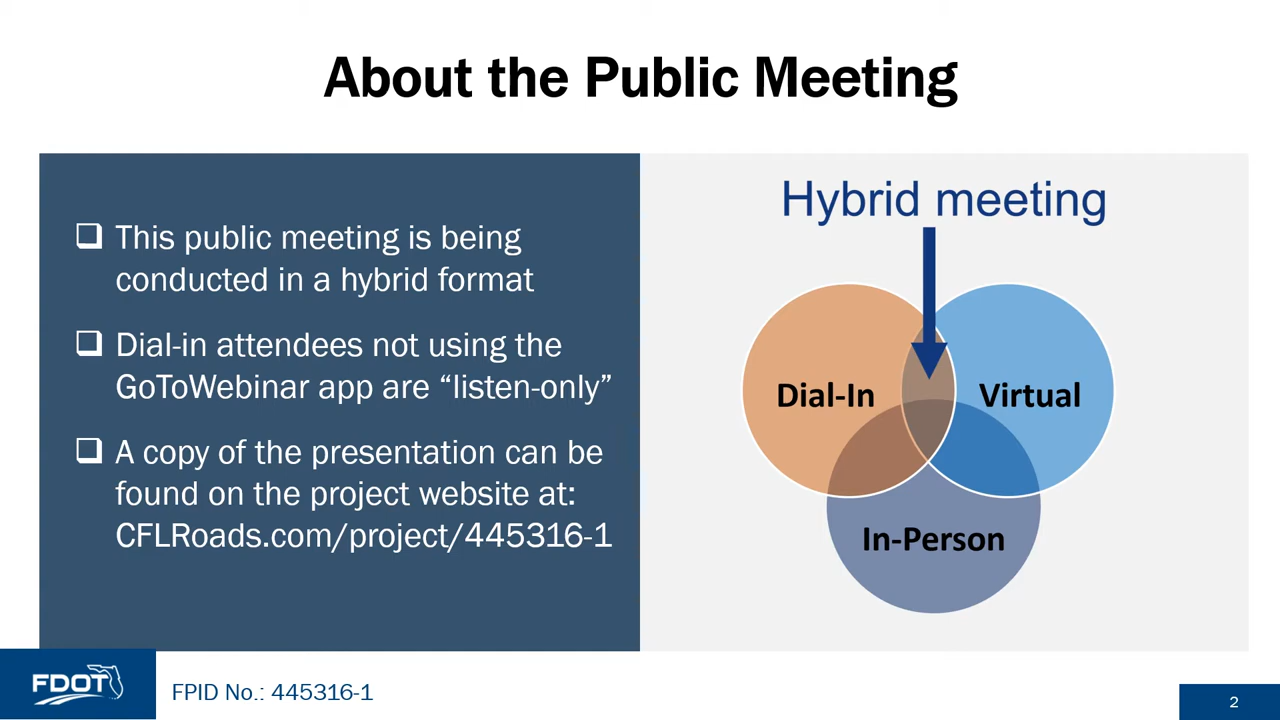 About the Public Meeting
❑ This public meeting is being
conducted in a hybrid format
❑ Dial-in attendees not using the
GoToWebinar app are “listen-only”
❑ A copy of the presentation can be
found on the project website at:
CFLRoads.com/project/445316-1
Hybrid meeting
Dial-In
Virtual
In-Person
FDOT
FPID No.: 445316-1
2